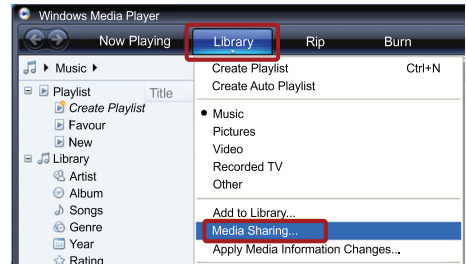 Windows Media Player
Now Playing Library Rip Burn
Music
Create Playlist Ctrl+N
Create Auto Playlist
Music
Pictures
Video
Recorded TV
Other
Add to Library...
Media Sharing...
Apply Media Information Changes...
Playlist Title
Create Playlist
Favour
New
Library
Artist
Album
Songs
Genre
Year
Rating